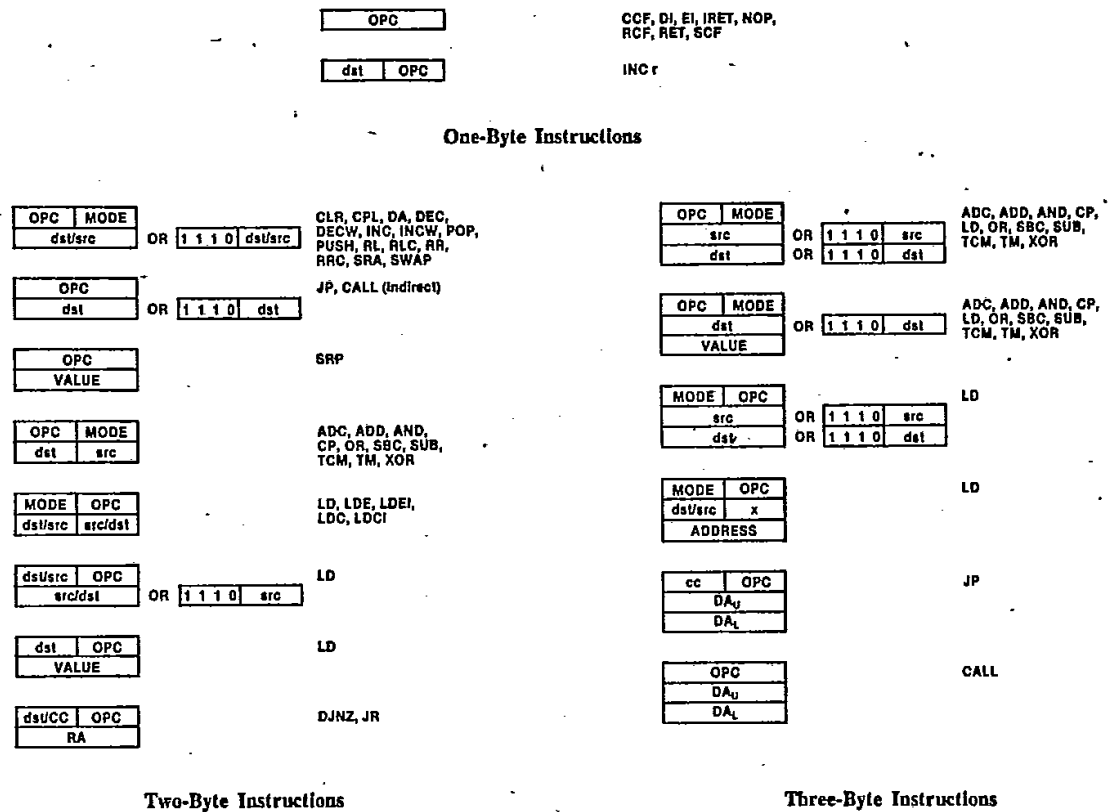 OPC
CCF, DI, EI, IRET, NOP,
RCF, RET, SCF
dst OPC
INC r
One-Byte Instructions
OPC MODE
dst/src OR 1 1 1 0 dst/src
CLR, CPL, DA, DEC,
DECW, INC, INCW, POP,
PUSH, RL, RLC, RR,
RRC, SRA, SWAP
OPC
dst OR 1 1 1 0 dst
JP, CALL (Indirect)
OPC
VALUE
SRP
OPC MODE
dst src
ADC, ADD, AND,
CP, OR, SBC, SUB,
TCM, TM, XOR
MODE OPC
dst/src src/dst
LD, LDE, LDEI,
LDC, LDCI
dst/src OPC
src/dst OR 1 1 1 0 src
LD
dst OPC
VALUE
LD
dst/CC OPC
RA
DJNZ, JR
Two-Byte Instructions
OPC MODE
src OR 1 1 1 0 src
dst OR 1 1 1 0 dst
ADC, ADD, AND, CP,
LD, OR, SBC, SUB,
TCM, TM, XOR
OPC MODE
dst OR 1 1 1 0 dst
VALUE
ADC, ADD, AND, CP,
LD, OR, SBC, SUB,
TCM, TM, XOR
MODE OPC
src OR 1 1 1 0 src
dst OR 1 1 1 0 dst
LD
MODE OPC
dst/src x
ADDRESS
LD
cc OPC
DAU
DAL
JP
OPC
DAU
DAL
CALL
Three-Byte Instructions